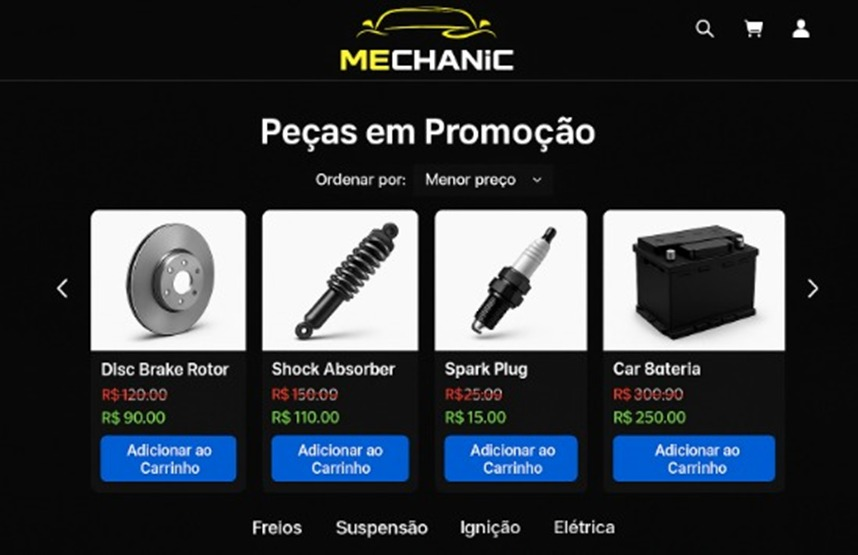 MECHANiC
Peças em Promoção
Ordenar por: Menor preço
Disc Brake Rotor
R$ 120.00
R$ 90.00
Adicionar ao
Carrinho
Shock Absorber
R$ 150.00
R$ 110.00
Adicionar ao
Carrinho
Spark Plug
R$ 25.00
R$ 15.00
Adicionar ao
Carrinho
Car 8ateria
R$ 300.90
R$ 250.00
Adicionar ao
Carrinho
Freios Suspensão Ignição Elétrica